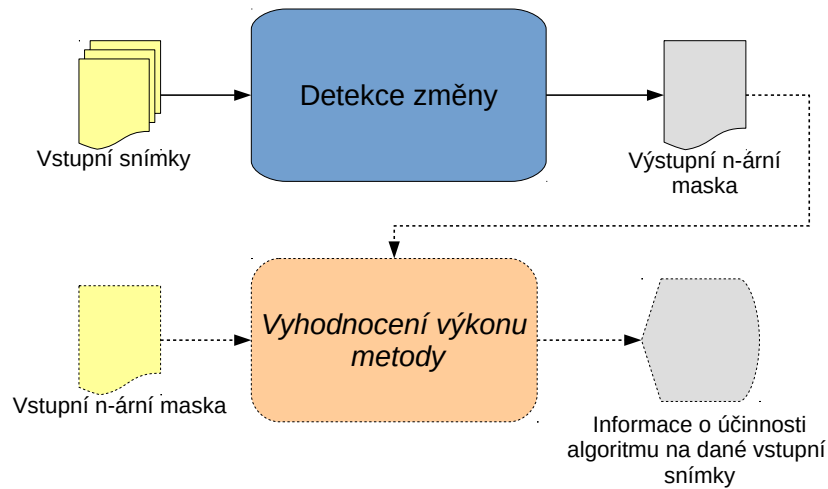 Detekce změny
Vstupní snímky
Výstupní n-ární
maska
Vyhodnocení výkonu
metody
Vstupní n-ární maska
Informace o účinnosti
algoritmu na dané vstupní
snímky